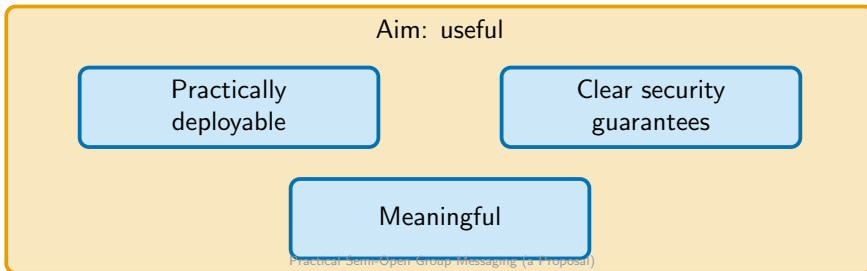 Aim: useful
Practically
deployable
Clear security
guarantees
Meaningful
Practical Semi-Open Group Messaging (a Proposal)